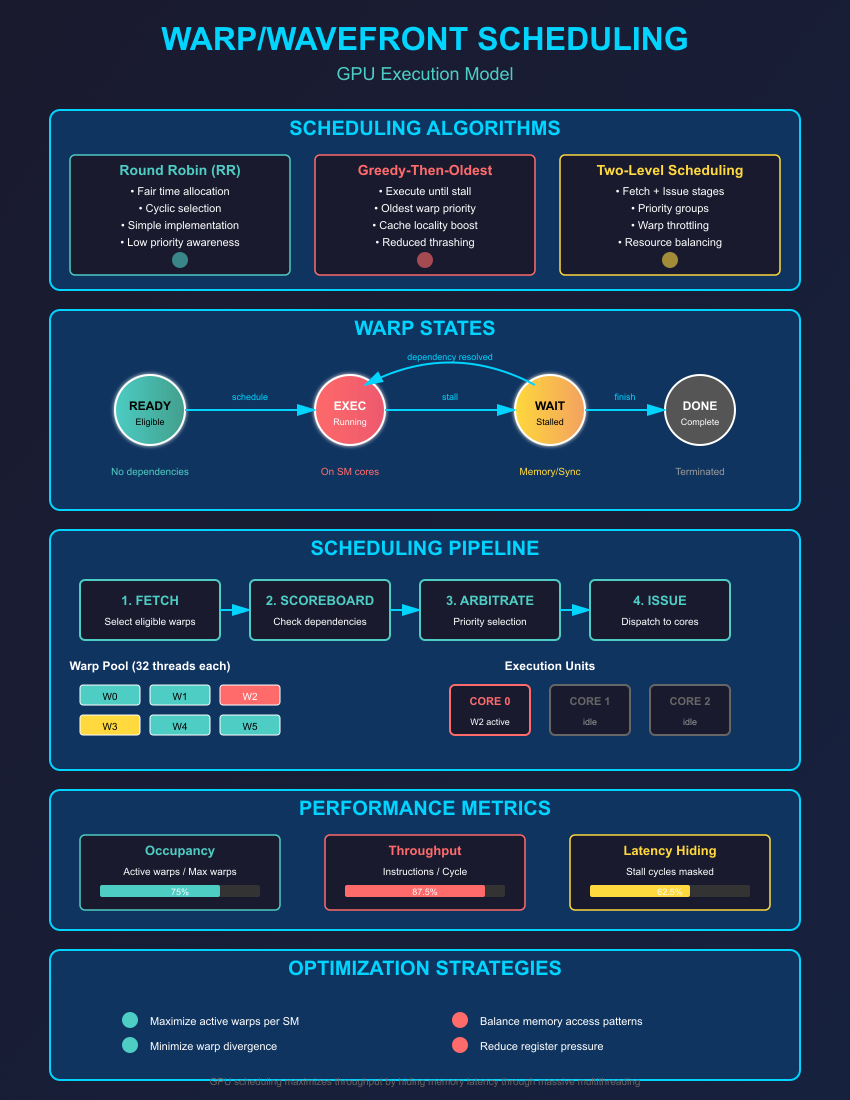 WARP/WAVEFRONT SCHEDULING
GPU Execution Model
SCHEDULING ALGORITHMS
Round Robin (RR)
• Fair time allocation
• Cyclic selection
• Simple implementation
• Low priority awareness
Greedy-Then-Oldest
• Execute until stall
• Oldest warp priority
• Cache locality boost
• Reduced thrashing
Two-Level Scheduling
• Fetch + Issue stages
• Priority groups
• Warp throttling
• Resource balancing
WARP STATES
dependency resolved
READY
Eligible
schedule
EXEC
Running
stall
WAIT
Stalled
finish
DONE
Complete
No dependencies
On SM cores
Memory/Sync
Terminated
SCHEDULING PIPELINE
1. FETCH
Select eligible warps
2. SCOREBOARD
Check dependencies
3. ARBITRATE
Priority selection
4. ISSUE
Dispatch to cores
Warp Pool (32 threads each)
W0 W1 W2
W3 W4 W5
Execution Units
CORE 0
W2 active
CORE 1
idle
CORE 2
idle
PERFORMANCE METRICS
Occupancy
Active warps / Max warps
75%
Throughput
Instructions / Cycle
87.5%
Latency Hiding
Stall cycles masked
62.5%
OPTIMIZATION STRATEGIES
Maximize active warps per SM
Minimize warp divergence
Balance memory access patterns
Reduce register pressure
GPU scheduling maximizes throughput by hiding memory latency through massive multithreading